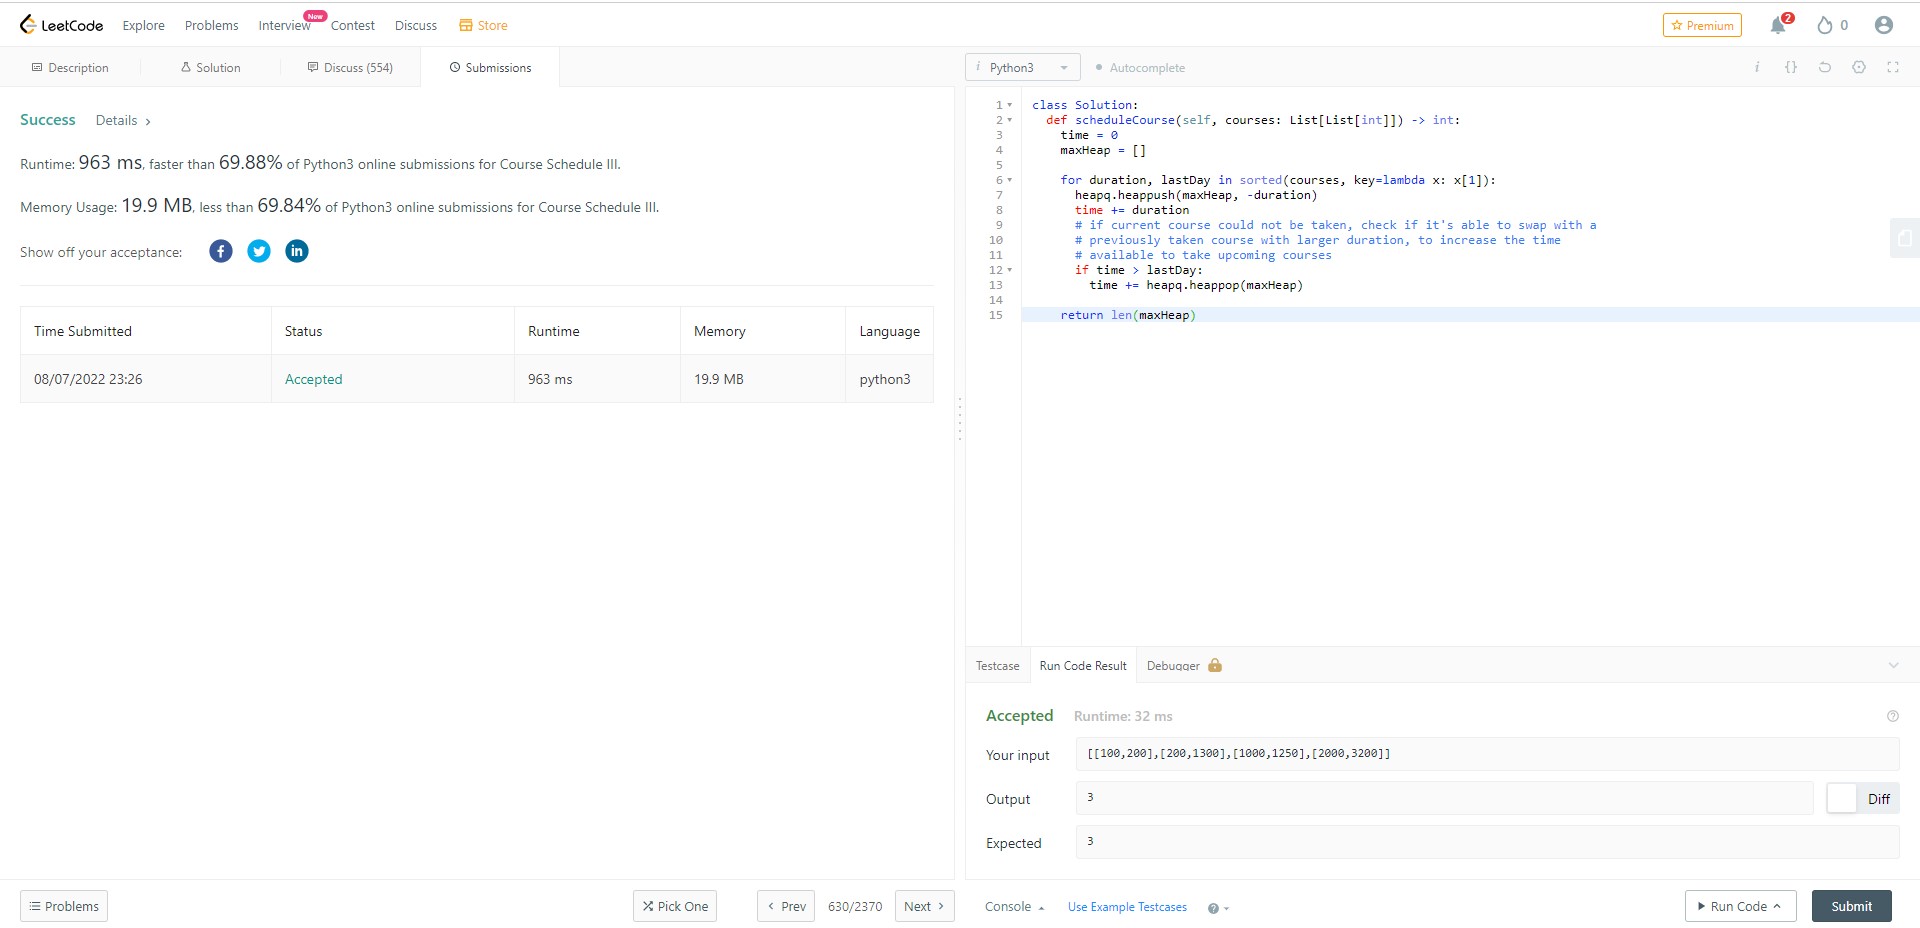 LeetCode Explore Problems Interview New Contest Discuss Store Premium 2 0
Description Solution Discuss (554) Submissions
Success Details >
Runtime: 963 ms, faster than 69.88% of Python3 online submissions for Course Schedule III.
Memory Usage: 19.9 MB, less than 69.84% of Python3 online submissions for Course Schedule III.
Show off your acceptance:
Time Submitted Status Runtime Memory Language
08/07/2022 23:26 Accepted 963 ms 19.9 MB python3
Problems Pick One < Prev 630/2370 Next >
i Python3 Autocomplete i {}
1 class Solution:
2 def scheduleCourse(self, courses: List[List[int]]) -> int:
3 time = 0
4 maxHeap = []
5
6 for duration, lastDay in sorted(courses, key=lambda x: x[1]):
7 heapq.heappush(maxHeap, -duration)
8 time += duration
9 # if current course could not be taken, check if it's able to swap with a
10 # previously taken course with larger duration, to increase the time
11 # available to take upcoming courses
12 if time > lastDay:
13 time += heapq.heappop(maxHeap)
14
15 return len(maxHeap)
Testcase Run Code Result Debugger
Accepted Runtime: 32 ms
Your input [[100,200],[200,1300],[1000,1250],[2000,3200]]
Output 3 Diff
Expected 3
Console Use Example Testcases Run Code Submit